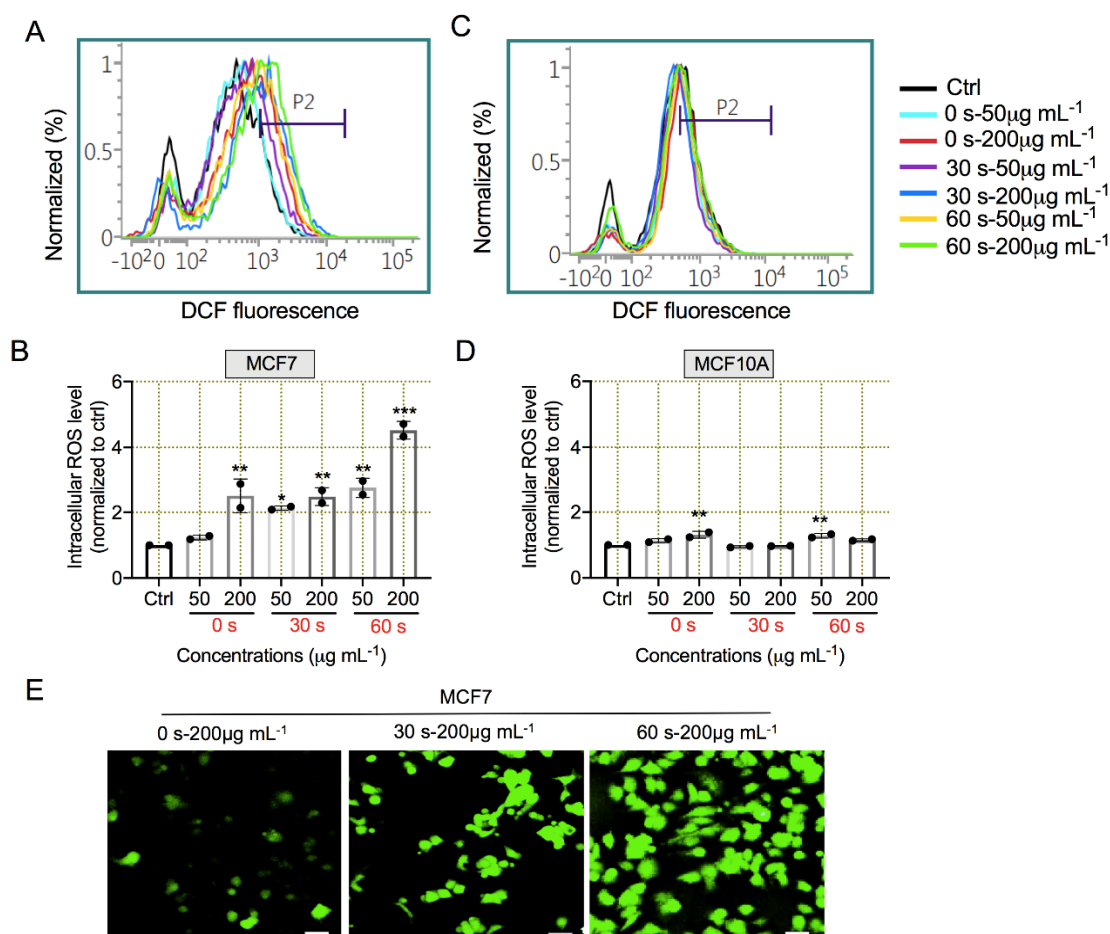 A
1
P2
0.5
0
Normalized (%)
-10² 0 10² 10³ 10⁴ 10⁵
DCF fluorescence
C
1
P2
0.5
0
Normalized (%)
-10² 0 10² 10³ 10⁴ 10⁵
DCF fluorescence
Ctrl
0 s-50μg mL⁻¹
0 s-200μg mL⁻¹
30 s-50μg mL⁻¹
30 s-200μg mL⁻¹
60 s-50μg mL⁻¹
60 s-200μg mL⁻¹
B
MCF7
Intracellular ROS level
(normalized to ctrl)
6
4
2
0
** * ** ** ***
Ctrl 50 200 50 200 50 200
0 s 30 s 60 s
Concentrations (μg mL⁻¹)
D
MCF10A
Intracellular ROS level
(normalized to ctrl)
6
4
2
0
** **
Ctrl 50 200 50 200 50 200
0 s 30 s 60 s
Concentrations (μg mL⁻¹)
E
MCF7
0 s-200μg mL⁻¹ 30 s-200μg mL⁻¹ 60 s-200μg mL⁻¹